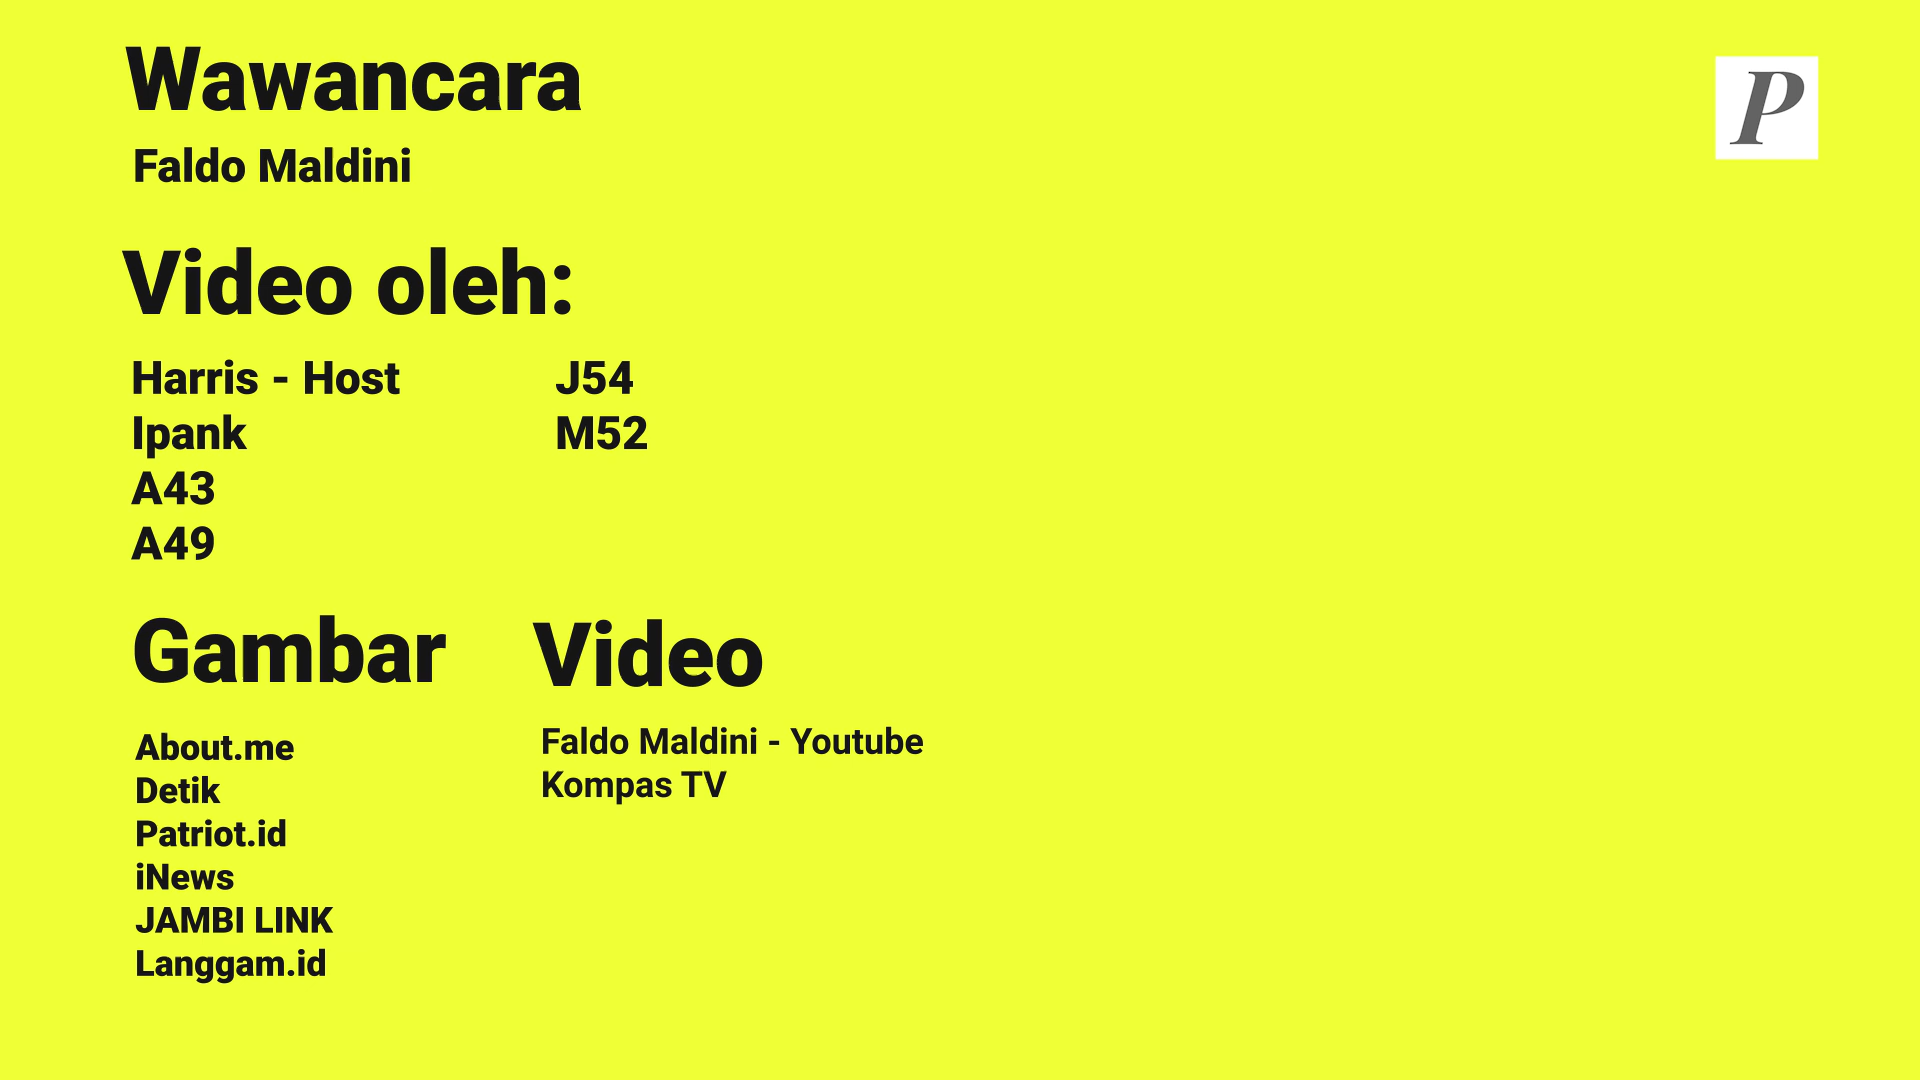 Wawancara
Faldo Maldini
P
Video oleh:
Harris - Host
Ipank
A43
A49
J54
M52
Gambar
About.me
Detik
Patriot.id
iNews
JAMBI LINK
Langgam.id
Video
Faldo Maldini - Youtube
Kompas TV